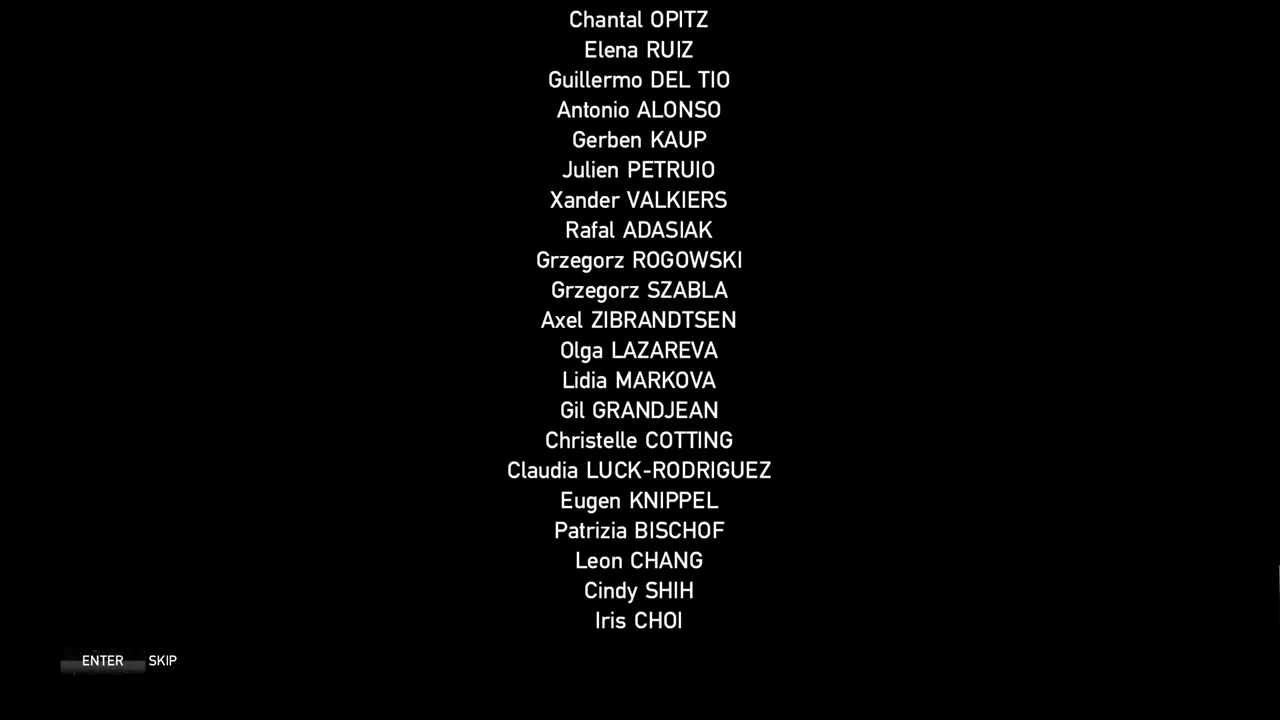 Chantal OPITZ
Elena RUIZ
Guillermo DEL TIO
Antonio ALONSO
Gerben KAUP
Julien PETRUIO
Xander VALKIERS
Rafal ADASIAK
Grzegorz ROGOWSKI
Grzegorz SZABLA
Axel ZIBRANDTSEN
Olga LAZAREVA
Lidia MARKOVA
Gil GRANDJEAN
Christelle COTTING
Claudia LUCK-RODRIGUEZ
Eugen KNIPPEL
Patrizia BISCHOF
Leon CHANG
Cindy SHIH
Iris CHOI
ENTER SKIP